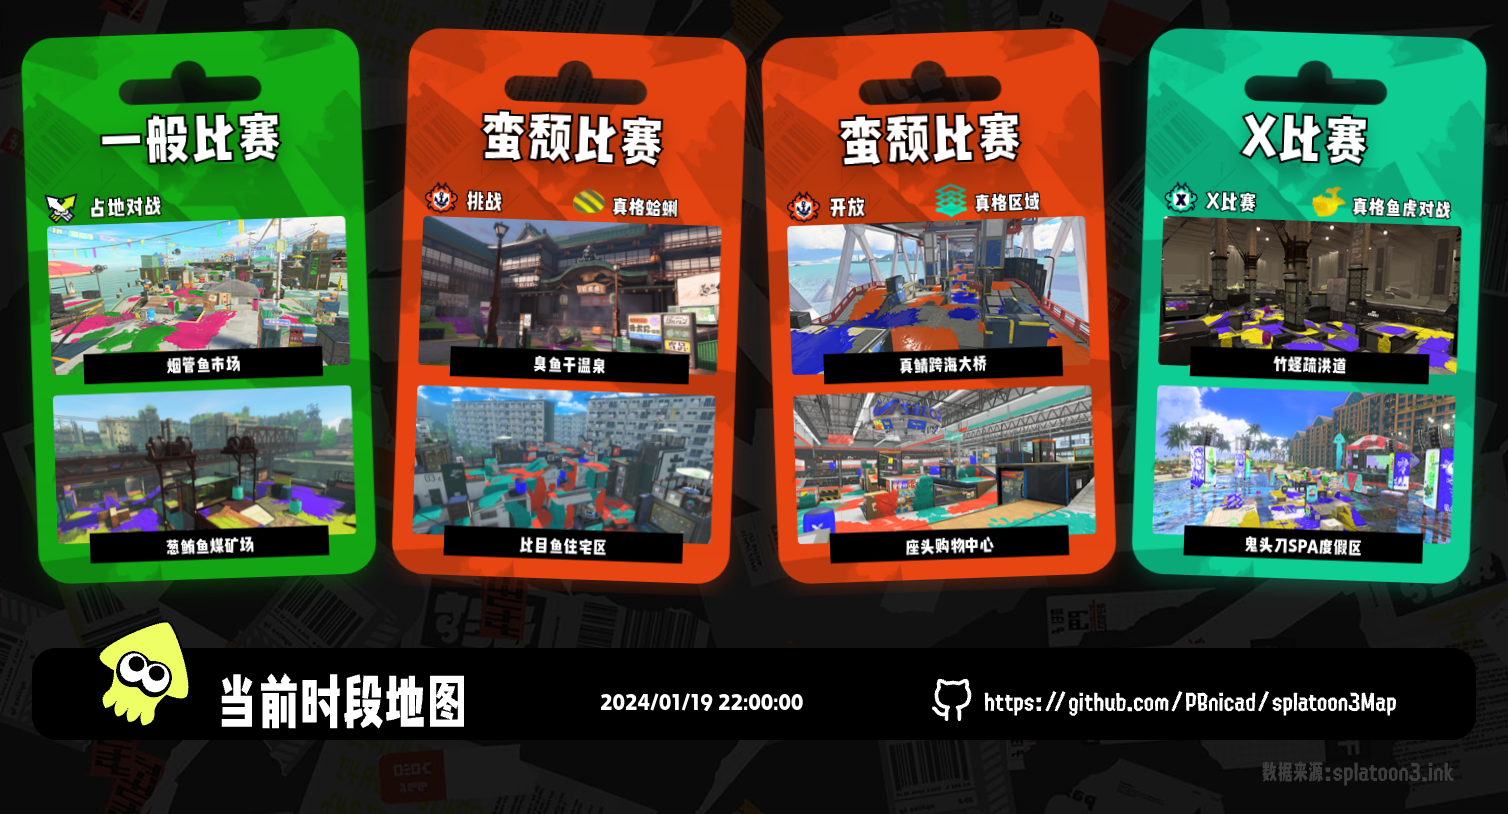 一般比赛
占地对战
烟管鱼市场
葱鲔鱼煤矿场
蛮颓比赛
挑战
真格蛤蜊
臭鱼干温泉
比目鱼住宅区
蛮颓比赛
开放
真格区域
真鲷跨海大桥
座头购物中心
X比赛
X比赛
真格鱼虎对战
竹蛏疏洪道
鬼头刀SPA度假区
当前时段地图
2024/01/19 22:00:00
https://github.com/PBnicad/splatoon3Map
数据来源:splatoon3.ink